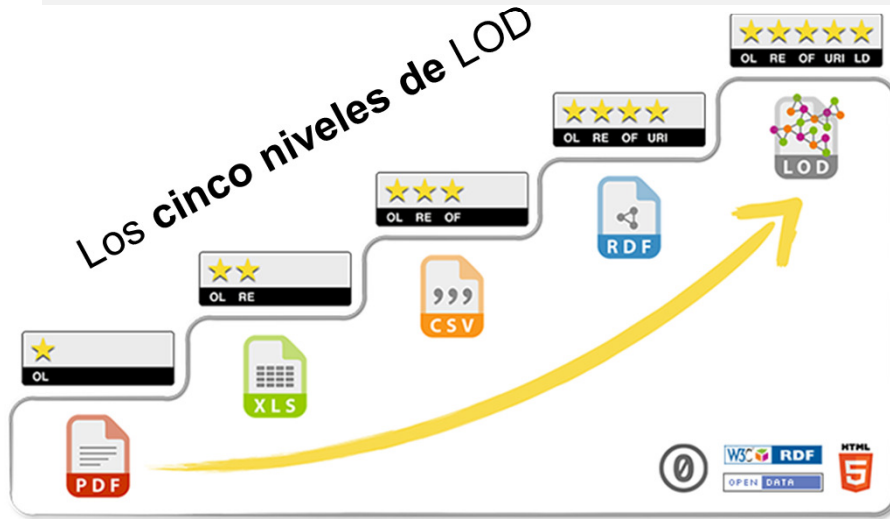 Los cinco niveles de LOD
OL RE OF URI LD
LOD
OL RE OF URI
RDF
OL RE OF
,,,
CSV
OL RE
XLS
OL
PDF
0
W3C RDF
OPEN DATA
HTML
5